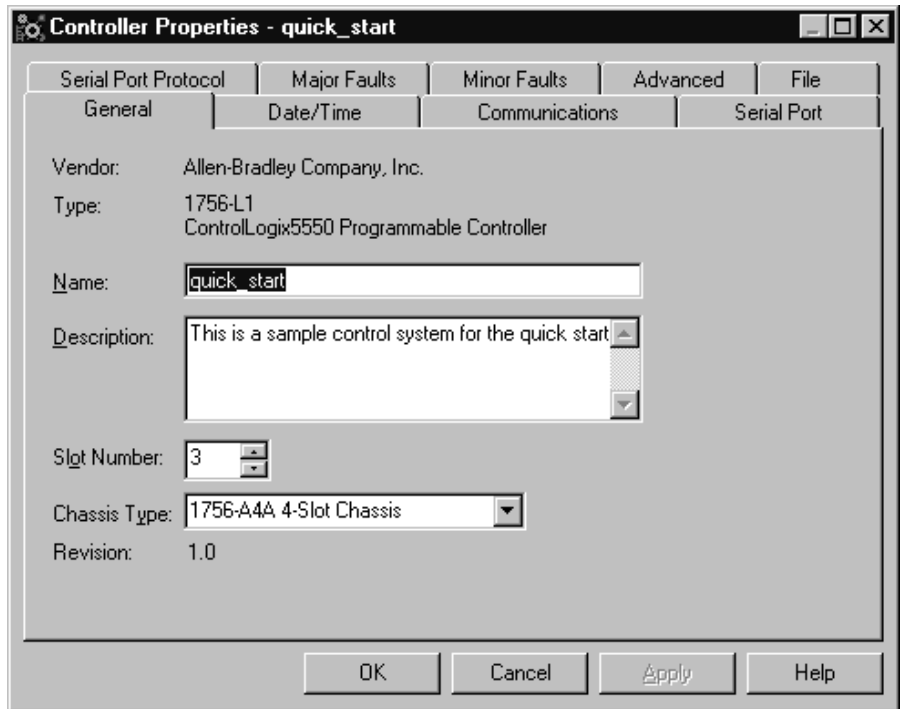 Controller Properties - quick_start
Serial Port Protocol Major Faults Minor Faults Advanced File
General Date/Time Communications Serial Port
Vendor: Allen-Bradley Company, Inc.
Type: 1756-L1
ControlLogix5550 Programmable Controller
Name: quick_start
Description: This is a sample control system for the quick start
Slot Number: 3
Chassis Type: 1756-A4A 4-Slot Chassis
Revision: 1.0
OK Cancel Apply Help